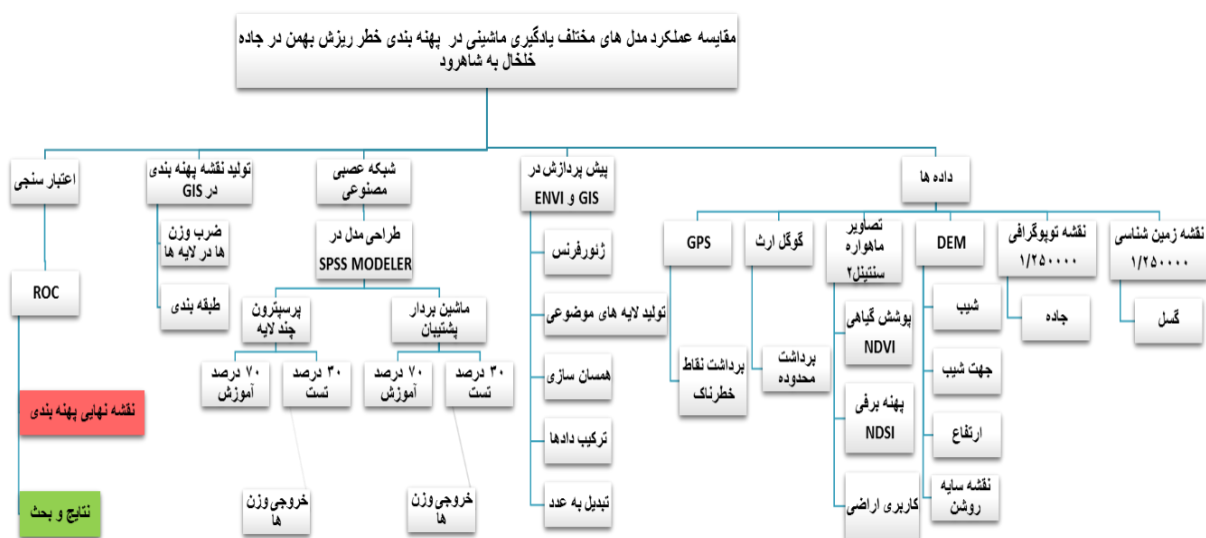 مقایسه عملکرد مدل های مختلف یادگیری ماشینی در پهنه بندی خطر ریزش بهمن در جاده
خلخال به شاهرود
داده ها
نقشه زمین شناسی
۱/۲۵۰۰۰۰
گسل
نقشه توپوگرافی
۱/۲۵۰۰۰۰
جاده
DEM
شیب
جهت شیب
ارتفاع
نقشه سایه
روشن
تصاویر
ماهواره
سنتینل۲
پوشش گیاهی
NDVI
پهنه برفی
NDSI
کاربری اراضی
گوگل ارث
برداشت
محدوده
GPS
برداشت نقاط
خطرناک
پیش پردازش در
GIS و ENVI
ژئورفرنس
تولید لایه های موضوعی
همسان سازی
ترکیب دادها
تبدیل به عدد
شبکه عصبی
مصنوعی
طراحی مدل در
SPSS MODELER
ماشین بردار
پشتیبان
۳۰ درصد
تست
خروجی وزن
ها
۷۰ درصد
آموزش
پرسپترون
چند لایه
۳۰ درصد
تست
خروجی وزن
ها
۷۰ درصد
آموزش
تولید نقشه پهنه بندی
در GIS
ضرب وزن
ها در لایه ها
طبقه بندی
اعتبار سنجی
ROC
نقشه نهایی پهنه بندی
نتایج و بحث